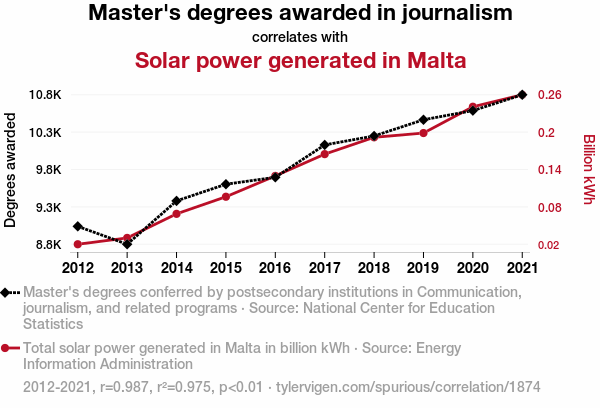 Master's degrees awarded in journalism
correlates with
Solar power generated in Malta
10.8K
10.3K
9.8K
9.3K
8.8K
Degrees awarded
0.26
0.2
0.14
0.08
0.02
Billion kWh
2012 2013 2014 2015 2016 2017 2018 2019 2020 2021
Master's degrees conferred by postsecondary institutions in Communication,
journalism, and related programs · Source: National Center for Education
Statistics
Total solar power generated in Malta in billion kWh · Source: Energy
Information Administration
2012-2021, r=0.987, r²=0.975, p<0.01 · tylervigen.com/spurious/correlation/1874